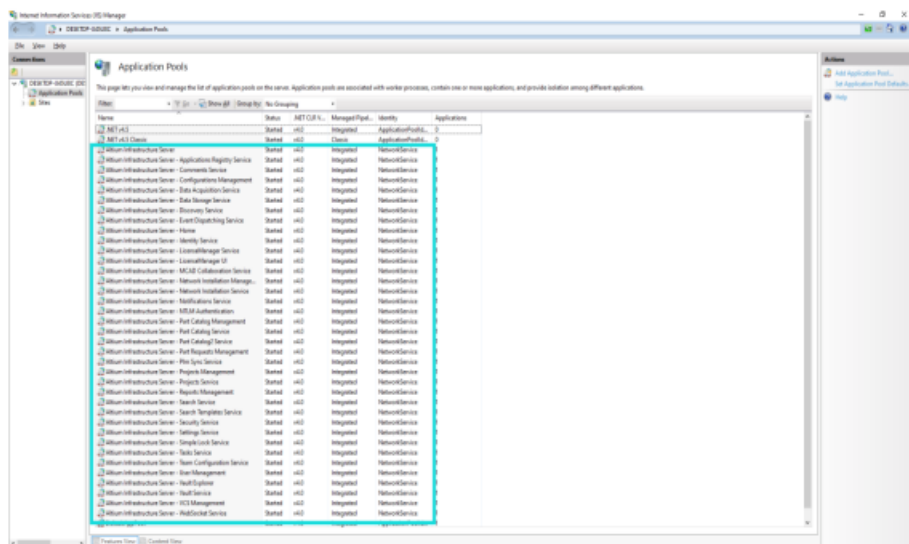 Internet Information Services (IIS) Manager
Application Pools
File View Help
Connections
Application Pools
Sites
Application Pools
This page lets you view and manage the list of application pools on the server. Application pools are associated with worker processes, contain one or more applications, and provide isolation among different applications.
Filter: Go Show All Group by: No Grouping
Name Status .NET CLR V... Managed Pipel... Identity Applications
.NET v4.5 Started v4.0 Integrated ApplicationPoolI... 0
.NET v4.5 Classic Started v4.0 Classic ApplicationPoolI... 0
Altium Infrastructure Server Started v4.0 Integrated NetworkService
Altium Infrastructure Server - Applications Registry Service Started v4.0 Integrated NetworkService
Altium Infrastructure Server - Comments Service Started v4.0 Integrated NetworkService
Altium Infrastructure Server - Configurations Management Started v4.0 Integrated NetworkService
Altium Infrastructure Server - Data Acquisition Service Started v4.0 Integrated NetworkService
Altium Infrastructure Server - Data Storage Service Started v4.0 Integrated NetworkService
Altium Infrastructure Server - Discovery Service Started v4.0 Integrated NetworkService
Altium Infrastructure Server - Event Dispatching Service Started v4.0 Integrated NetworkService
Altium Infrastructure Server - Home Started v4.0 Integrated NetworkService
Altium Infrastructure Server - Identity Service Started v4.0 Integrated NetworkService
Altium Infrastructure Server - LicenseManager Service Started v4.0 Integrated NetworkService
Altium Infrastructure Server - LicenseManager UI Started v4.0 Integrated NetworkService
Altium Infrastructure Server - MCAD Collaboration Service Started v4.0 Integrated NetworkService
Altium Infrastructure Server - Network Installation Manage... Started v4.0 Integrated NetworkService
Altium Infrastructure Server - Network Installation Service Started v4.0 Integrated NetworkService
Altium Infrastructure Server - Notifications Service Started v4.0 Integrated NetworkService
Altium Infrastructure Server - NTLM Authentication Started v4.0 Integrated NetworkService
Altium Infrastructure Server - Part Catalog Management Started v4.0 Integrated NetworkService
Altium Infrastructure Server - Part Catalog Service Started v4.0 Integrated NetworkService
Altium Infrastructure Server - Part Catalog2 Service Started v4.0 Integrated NetworkService
Altium Infrastructure Server - Part Requests Management Started v4.0 Integrated NetworkService
Altium Infrastructure Server - Plm Sync Service Started v4.0 Integrated NetworkService
Altium Infrastructure Server - Projects Management Started v4.0 Integrated NetworkService
Altium Infrastructure Server - Projects Service Started v4.0 Integrated NetworkService
Altium Infrastructure Server - Reports Management Started v4.0 Integrated NetworkService
Altium Infrastructure Server - Search Service Started v4.0 Integrated NetworkService
Altium Infrastructure Server - Search Templates Service Started v4.0 Integrated NetworkService
Altium Infrastructure Server - Security Service Started v4.0 Integrated NetworkService
Altium Infrastructure Server - Settings Service Started v4.0 Integrated NetworkService
Altium Infrastructure Server - Simple Lock Service Started v4.0 Integrated NetworkService
Altium Infrastructure Server - Tasks Service Started v4.0 Integrated NetworkService
Altium Infrastructure Server - Team Configuration Service Started v4.0 Integrated NetworkService
Altium Infrastructure Server - User Management Started v4.0 Integrated NetworkService
Altium Infrastructure Server - Vault Explorer Started v4.0 Integrated NetworkService
Altium Infrastructure Server - Vault Service Started v4.0 Integrated NetworkService
Altium Infrastructure Server - VCS Management Started v4.0 Integrated NetworkService
Altium Infrastructure Server - WebSocket Service Started v4.0 Integrated NetworkService
Features View Content View
Actions
Add Application Pool...
Set Application Pool Defaults...
Help